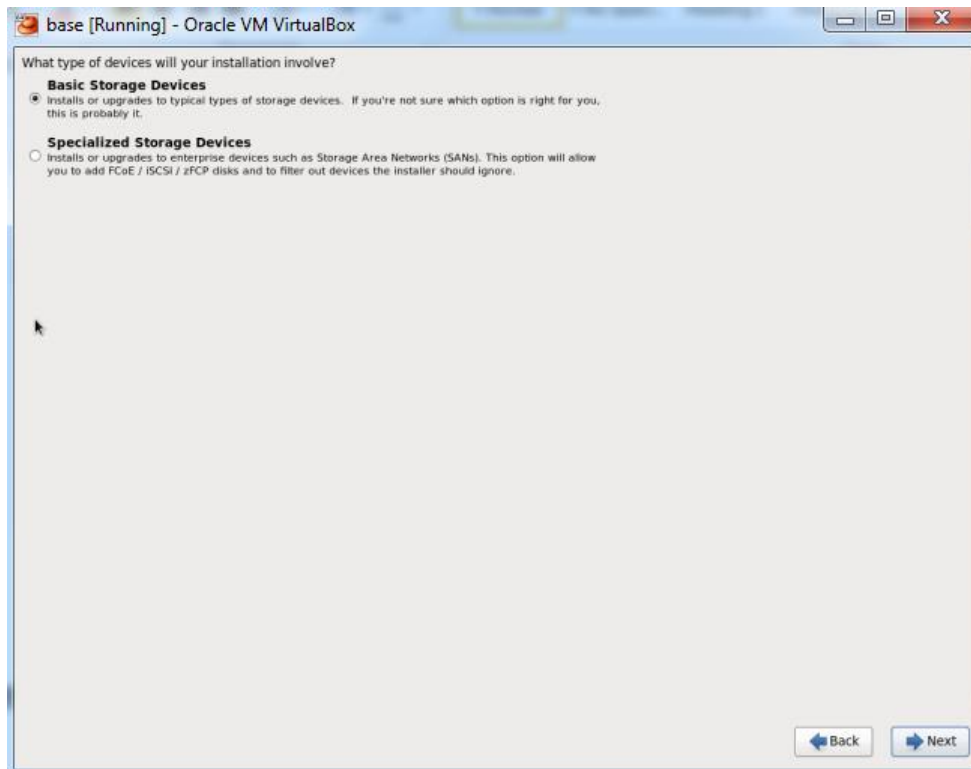 base [Running] - Oracle VM VirtualBox
What type of devices will your installation involve?
Basic Storage Devices
Installs or upgrades to typical types of storage devices.  If you're not sure which option is right for you,
this is probably it.
Specialized Storage Devices
Installs or upgrades to enterprise devices such as Storage Area Networks (SANs). This option will allow
you to add FCoE / iSCSI / zFCP disks and to filter out devices the installer should ignore.
Back
Next